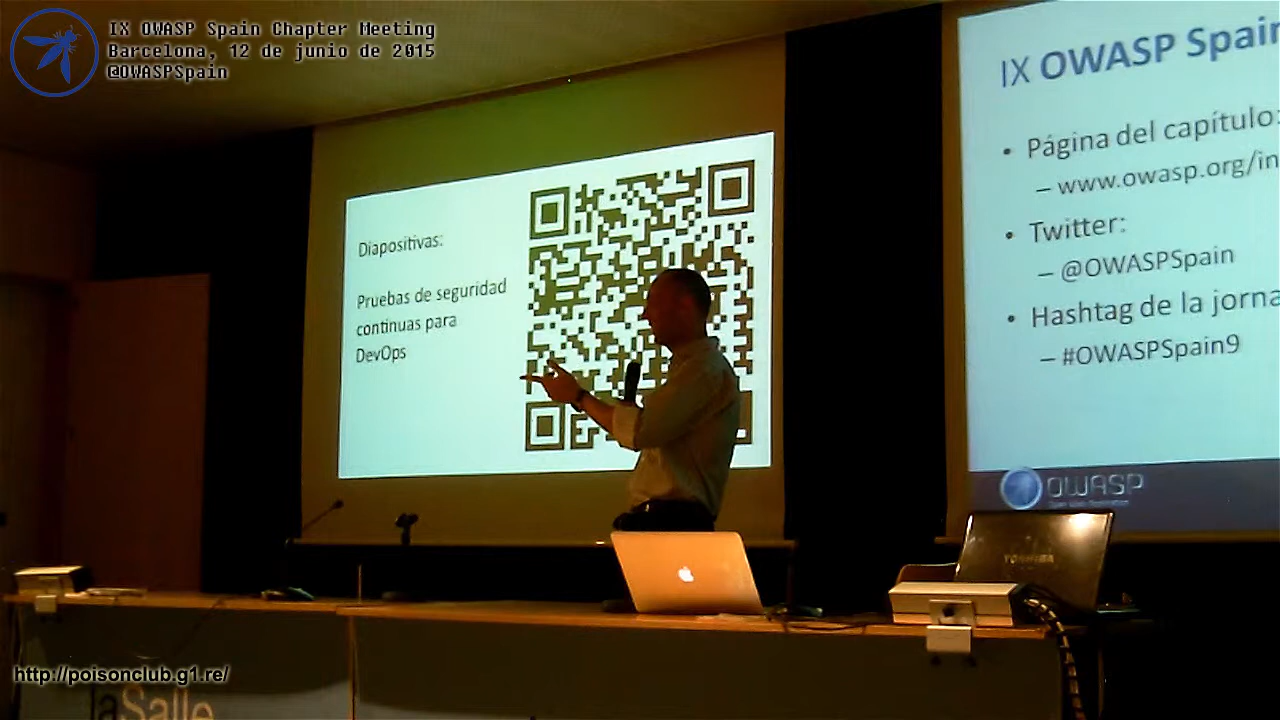 IX OWASP Spain Chapter Meeting
Barcelona, 12 de junio de 2015
@OWASPSpain
Diapositivas:
Pruebas de seguridad
continuas para
DevOps
IX OWASP Spain
• Página del capítulo:
– www.owasp.org/in
• Twitter:
– @OWASPSpain
• Hashtag de la jorna
– #OWASPSpain9
OWASP
TOSHIBA
http://poisonclub.g1.re/
laSalle